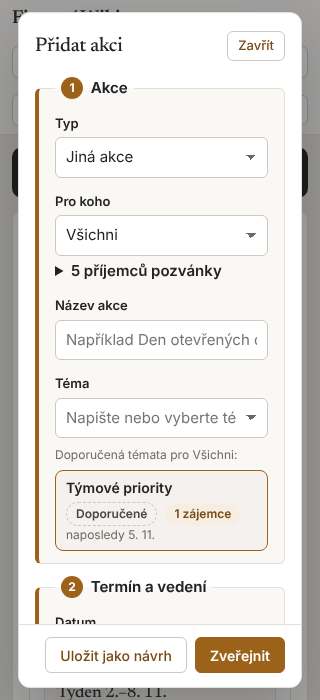 Přidat akci
Zavřít
1 Akce
Typ
Jiná akce
Pro koho
Všichni
5 příjemců pozvánky
Název akce
Například Den otevřených
Téma
Napište nebo vyberte té
Doporučená témata pro Všichni:
Týmové priority
Doporučené
1 zájemce
naposledy 5. 11.
2 Termín a vedení
Datum
Uložit jako návrh
Zveřejnit
Týden 2.–8. 11.